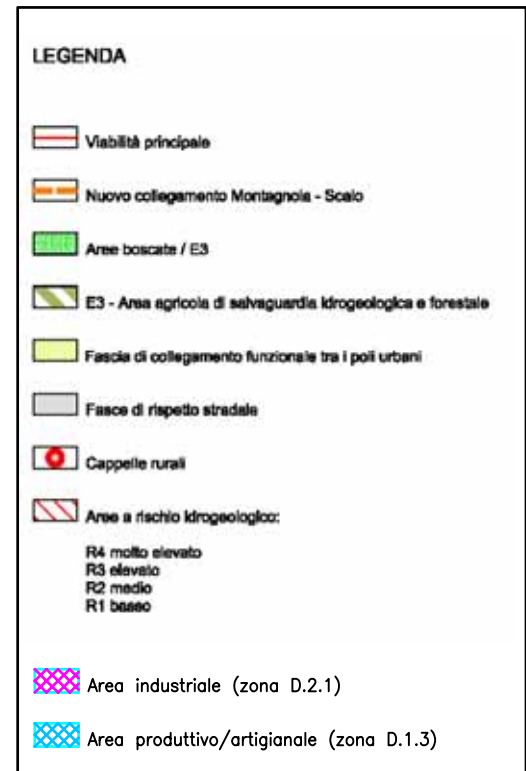 LEGENDA
Viabilità principale
Nuovo collegamento Montagnola - Scalo
Aree boscate / E3
E3 - Area agricola di salvaguardia idrogeologica e forestale
Fascia di collegamento funzionale tra i poli urbani
Fasce di rispetto stradale
Cappelle rurali
Aree a rischio idrogeologico:
R4 molto elevato
R3 elevato
R2 medio
R1 basso
Area industriale (zona D.2.1)
Area produttivo/artigianale (zona D.1.3)